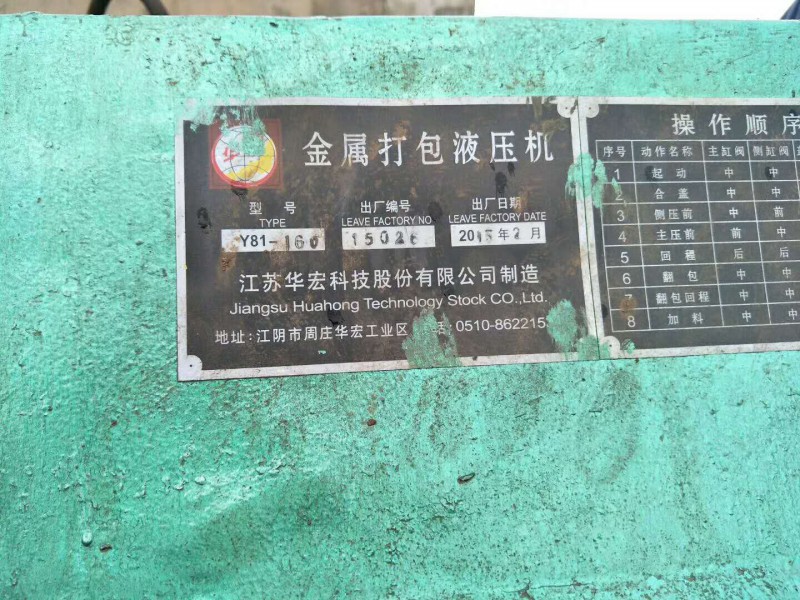 华宏
金属打包液压机
型号 出厂编号 出厂日期
TYPE LEAVE FACTORY NO LEAVE FACTORY DATE
Y81-160 15026 2015年2月
江苏华宏科技股份有限公司制造
Jiangsu Huahong Technology Stock CO.,Ltd.
地址:江阴市周庄华宏工业区 话:0510-862215
操作顺序
序号 动作名称 主缸阀 侧缸阀
1 起动 中 中
2 合盖 中 中
3 侧压前 中 前
4 主压前 前 中
5 回程 后 后
6 翻包 中 中
7 翻包回程 中 中
8 加料 中 中